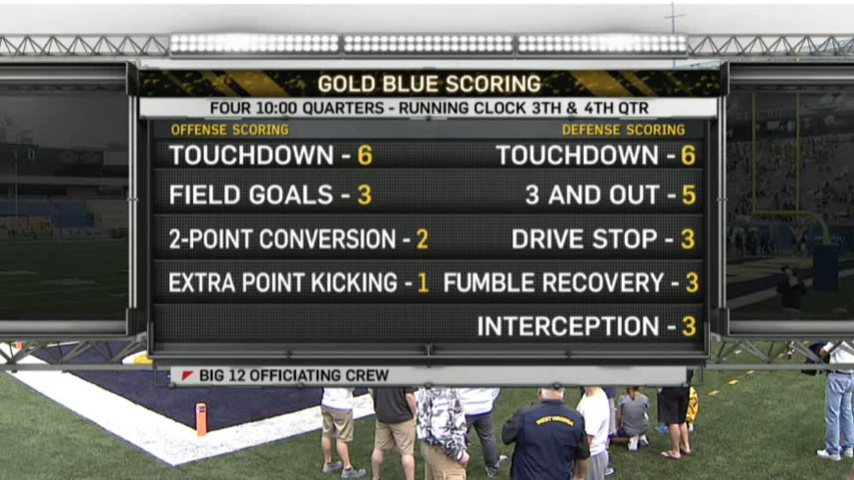 GOLD BLUE SCORING
FOUR 10:00 QUARTERS - RUNNING CLOCK 3TH & 4TH QTR
OFFENSE SCORING
TOUCHDOWN - 6
FIELD GOALS - 3
2-POINT CONVERSION - 2
EXTRA POINT KICKING - 1
DEFENSE SCORING
TOUCHDOWN - 6
3 AND OUT - 5
DRIVE STOP - 3
FUMBLE RECOVERY - 3
INTERCEPTION - 3
BIG 12 OFFICIATING CREW
WEST VIRGINIA